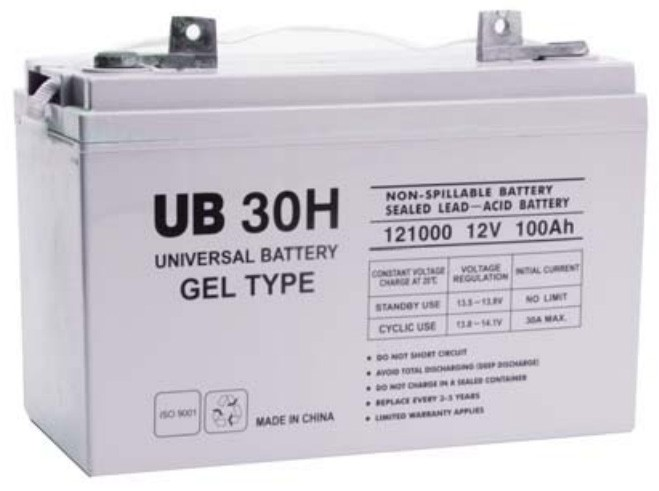 UB 30H
UNIVERSAL BATTERY
GEL TYPE
NON-SPILLABLE BATTERY
SEALED LEAD—ACID BATTERY
121000 12V 100Ah
CONSTANT VOLTAGE CHARGE AT 20℃ VOLTAGE REGULATION INITIAL CURRENT
STANDBY USE 13.5—13.8V NO LIMIT
CYCLIC USE 13.8—14.1V 30A MAX.
• DO NOT SHORT CIRCUIT
• AVOID TOTAL DISCHARGING (DEEP DISCHARGE)
• DO NOT CHARGE IN A SEALED CONTAINER
• REPLACE EVERY 2-5 YEARS
• LIMITED WARRANTY APPLIES
ISO 9001
MADE IN CHINA